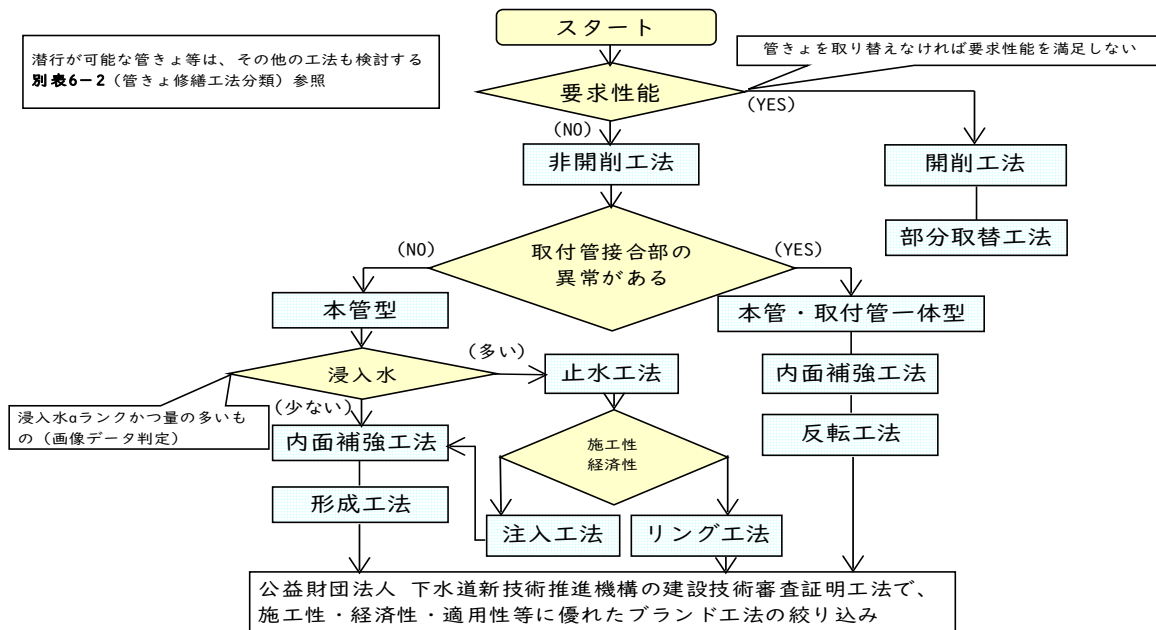 スタート
潜行が可能な管きょ等は、その他の工法も検討する
別表6-2（管きょ修繕工法分類）参照
管きょを取り替えなければ要求性能を満足しない
要求性能
（YES）
（NO）
非開削工法
開削工法
部分取替工法
取付管接合部の
異常がある
（NO）
（YES）
本管型
本管・取付管一体型
浸入水
（多い）
止水工法
内面補強工法
浸入水aランクかつ量の多いも
の（画像データ判定）
（少ない）
内面補強工法
施工性
経済性
反転工法
形成工法
注入工法
リング工法
公益財団法人 下水道新技術推進機構の建設技術審査証明工法で、
施工性・経済性・適用性等に優れたブランド工法の絞り込み